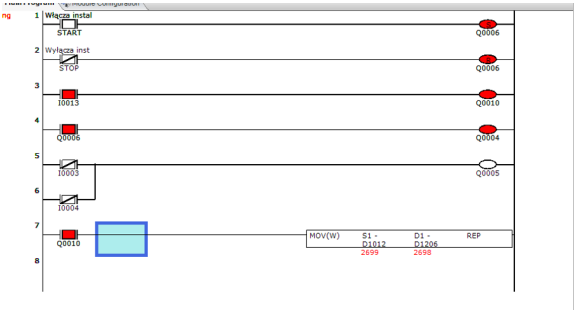 Main Program Module Configuration
ng 1 Włącza instal
START Q0006
2 Wyłącza inst
STOP Q0006
3
I0013 Q0010
4
Q0006 Q0004
5
I0003 Q0005
6
I0004
7
MOV(W) S1 - D1 - REP
Q0010 D1012 D1206
2699 2698
8